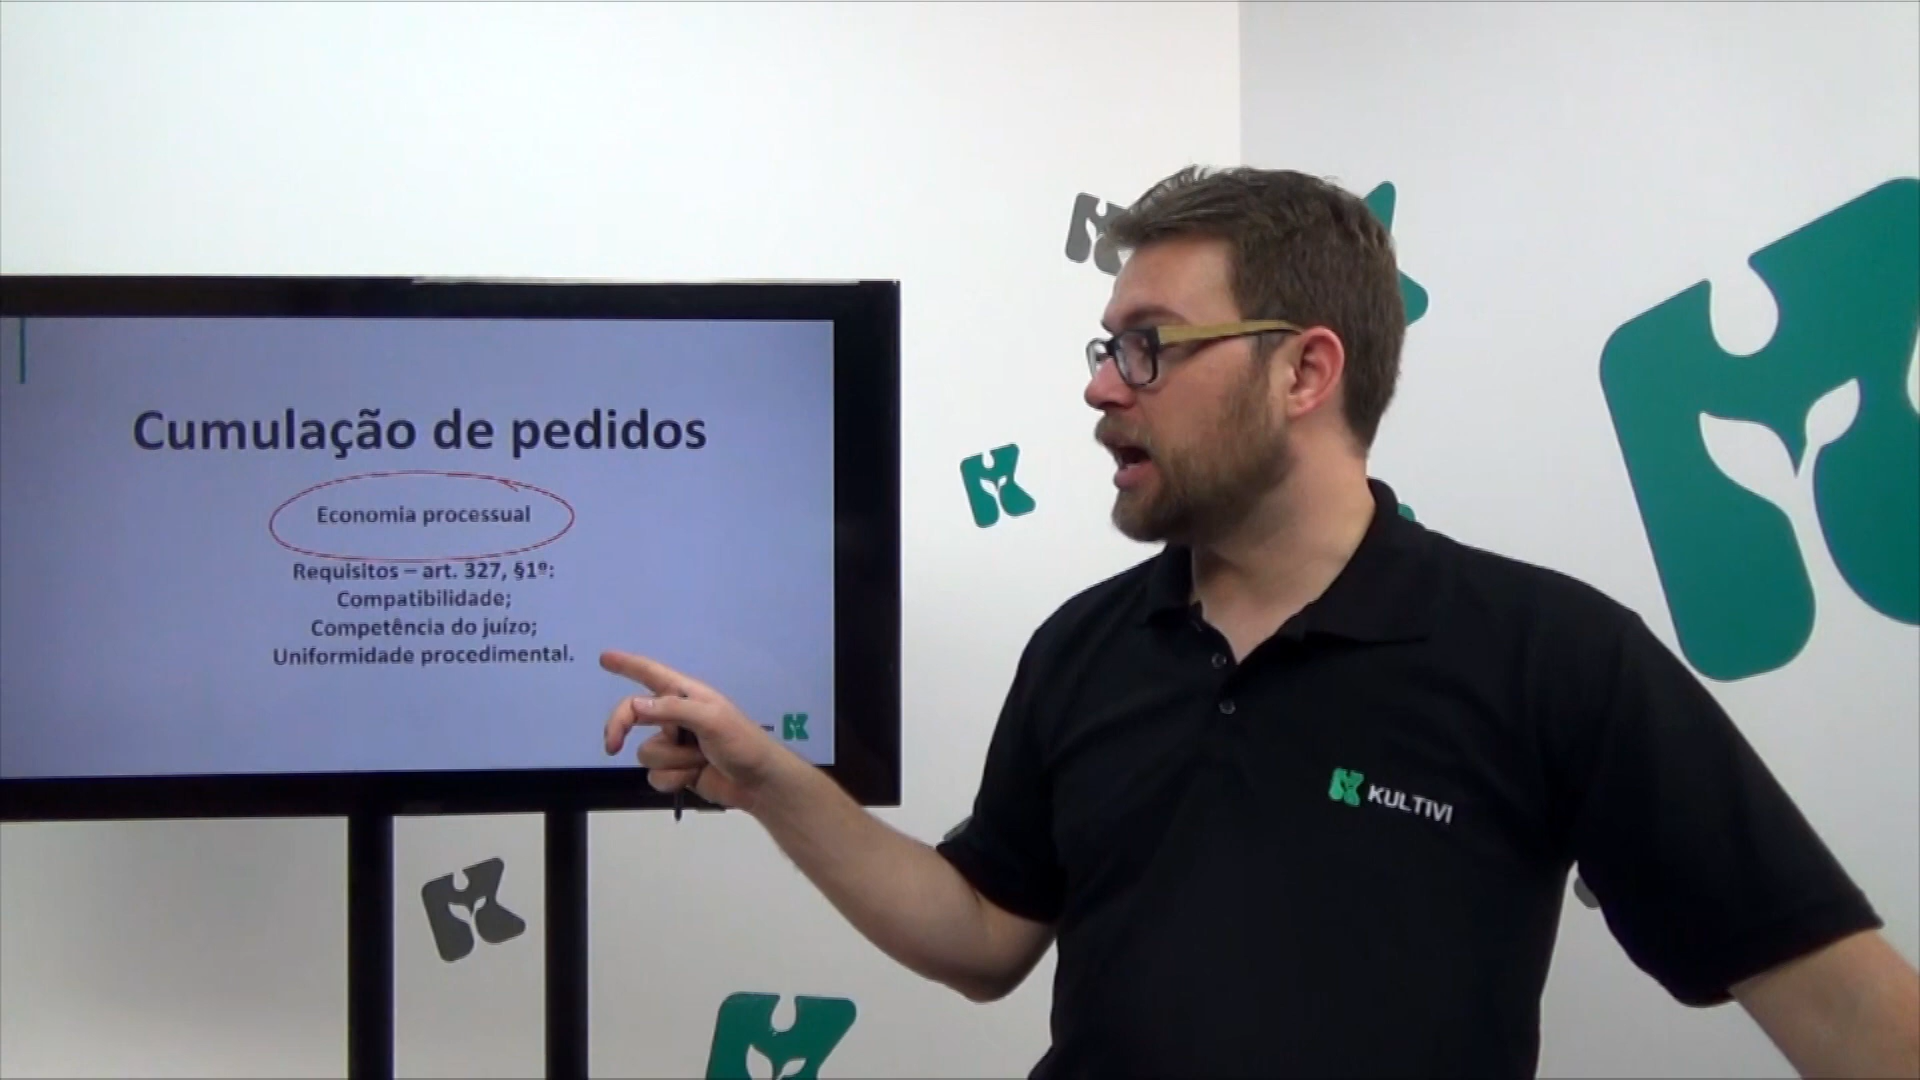 Cumulação de pedidos
Economia processual
Requisitos – art. 327, §1º:
Compatibilidade;
Competência do juízo;
Uniformidade procedimental.
KULTIVI